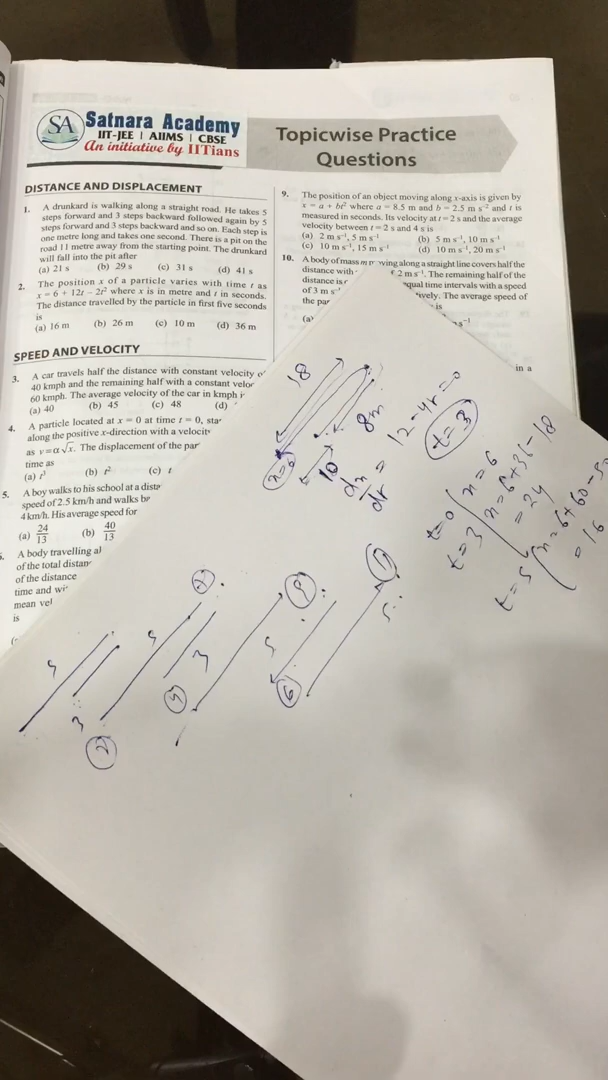 SA
Satnara Academy
IIT-JEE | AIIMS | CBSE
An initiative by IITians
Topicwise Practice
Questions
DISTANCE AND DISPLACEMENT
1. A drunkard is walking along a straight road. He takes 5
steps forward and 3 steps backward followed again by 5
steps forward and 3 steps backward and so on. Each step is
one metre long and takes one second. There is a pit on the
road 11 metre away from the starting point. The drunkard
will fall into the pit after
(a) 21 s (b) 29 s (c) 31 s (d) 41 s
2. The position x of a particle varies with time t as
x = 6 + 12t – 2t² where x is in metre and t in seconds.
The distance travelled by the particle in first five seconds
is
(a) 16 m (b) 26 m (c) 10 m (d) 36 m
SPEED AND VELOCITY
3. A car travels half the distance with constant velocity
40 kmph and the remaining half with a constant
60 kmph. The average velocity of the car in kmph
(a) 40 (b) 45 (c) 48 (d)
4. A particle located at x = 0 at time t = 0,
along the positive x-direction with a
as v = α√x. The displacement of the
time as
(a) t³ (b) t² (c) t
5. A boy walks to his school at a
speed of 2.5 km/h and walks
4 km/h. His average speed for
(a) 24/13 (b) 40/13
A body travelling
of the total
of the distance
time and
mean
is
9. The position of an object moving along x-axis is given by
x = a + bt² where a = 8.5 m and b = 2.5 m s⁻² and t is
measured in seconds. Its velocity at t = 2 s and the average
velocity between t = 2 s and 4 s is
(a) 2 m s⁻¹, 5 m s⁻¹ (b) 5 m s⁻¹, 10 m s⁻¹
(c) 10 m s⁻¹, 15 m s⁻¹ (d) 10 m s⁻¹, 20 m s⁻¹
10. A body of mass m moving along a straight line covers half the
distance with 2 m s⁻¹. The remaining half of the
distance is equal time intervals with a speed
of 3 m s⁻¹ The average speed of
the is
(a)
in a
18
x=6
10
8m
dx/dt = 12-4t=0
t=3
t=0 x=6
t=3 x=6+36-18
= 24
t=5 x=6+60-50
= 16
5
3
2
5
2
3
4
5
6
5